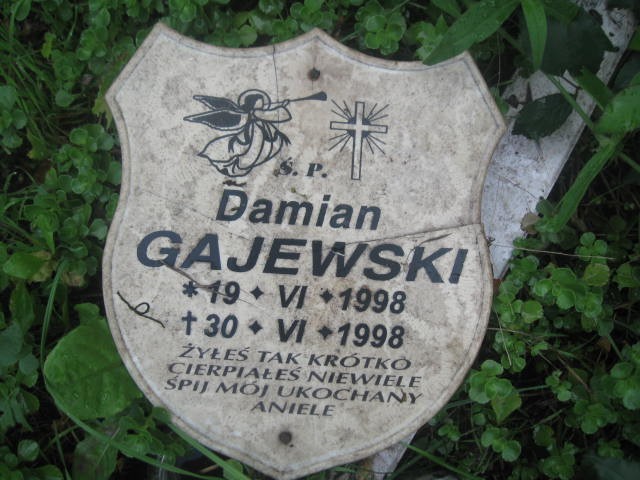 Ś. P.
Damian
GAJEWSKI
* 19 ✦ VI ✦ 1998
† 30 ✦ VI ✦ 1998
ŻYŁEŚ TAK KRÓTKO
CIERPIAŁEŚ NIEWIELE
ŚPIJ MÓJ UKOCHANY
ANIELE